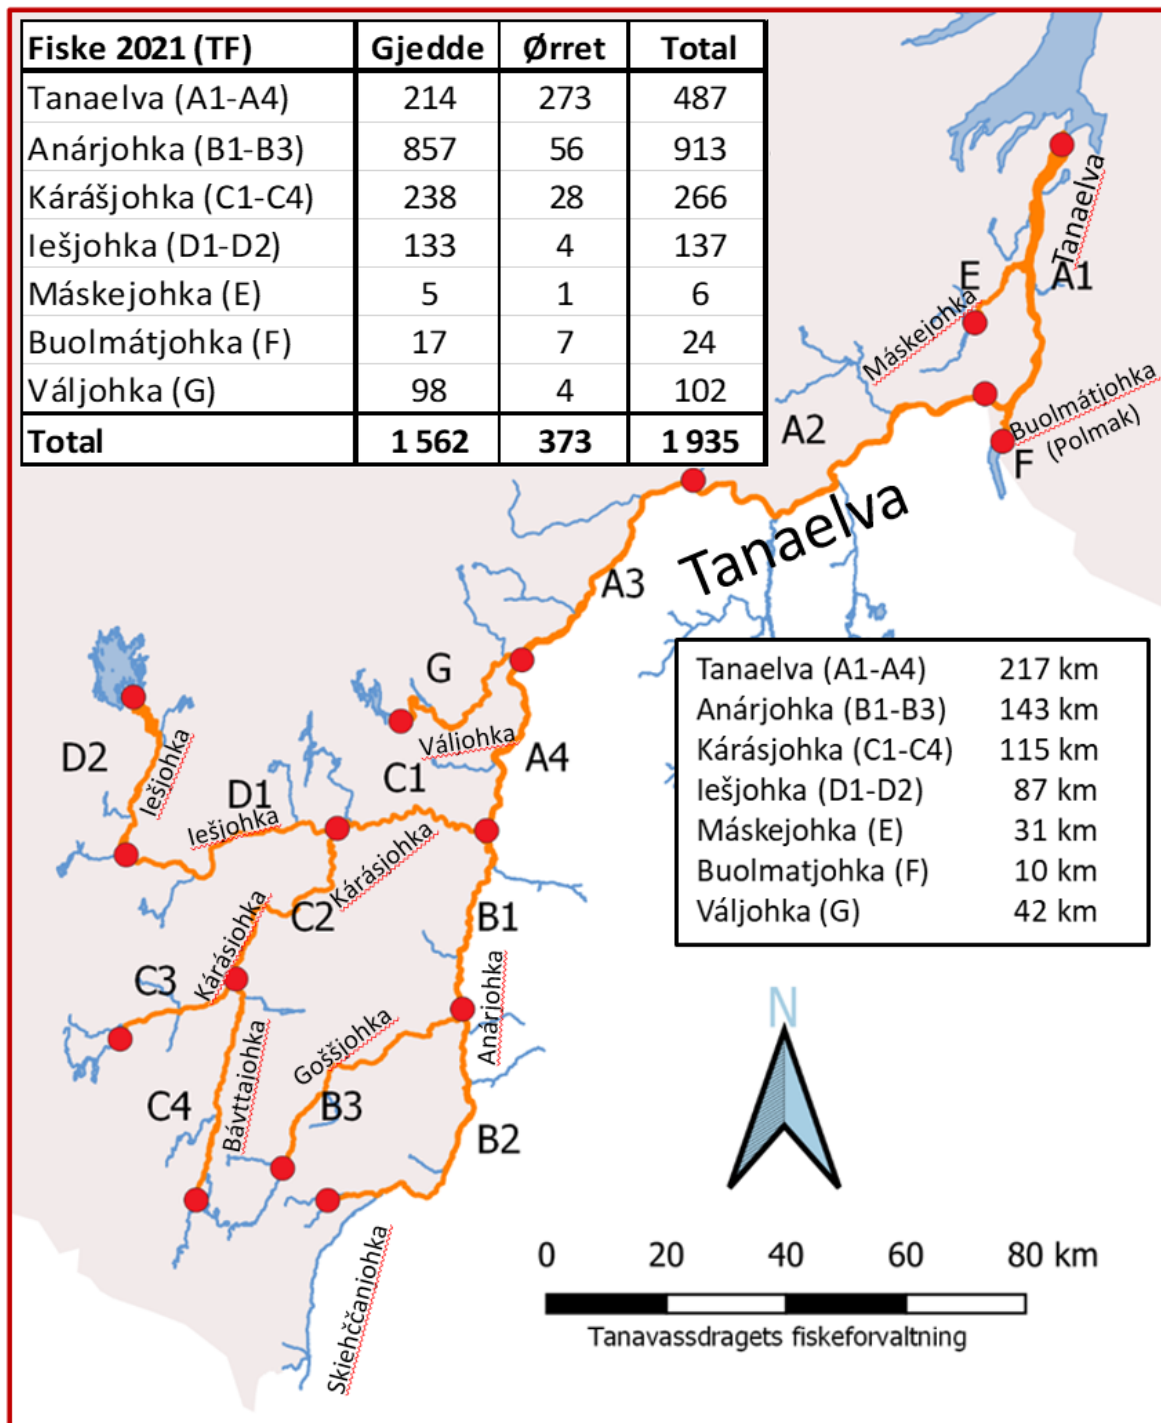 Fiske 2021 (TF) Gjedde Ørret Total
Tanaelva (A1-A4) 214 273 487
Anárjohka (B1-B3) 857 56 913
Kárášjohka (C1-C4) 238 28 266
Iešjohka (D1-D2) 133 4 137
Máskejohka (E) 5 1 6
Buolmátjohka (F) 17 7 24
Váljohka (G) 98 4 102
Total 1 562 373 1 935
Tanaelva
E
A1
Máskejohka
Buolmátjohka
(Polmak)
A2
F
Tanaelva
A3
G
Váljohka
D2
Iešjohka
A4
C1
D1
Iešjohka
Kárásjohka
C2
B1
Kárásjohka
C3
Anárjohka
Goššjohka
Bávttajohka
C4
B3
B2
Skiehččanjohka
Tanaelva (A1-A4) 217 km
Anárjohka (B1-B3) 143 km
Kárásjohka (C1-C4) 115 km
Iešjohka (D1-D2) 87 km
Máskejohka (E) 31 km
Buolmatjohka (F) 10 km
Váljohka (G) 42 km
N
0 20 40 60 80 km
Tanavassdragets fiskeforvaltning